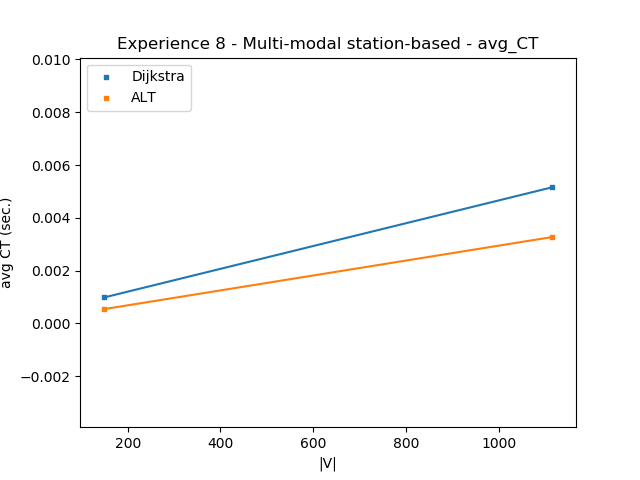 Experience 8 - Multi-modal station-based - avg_CT
Dijkstra
ALT
avg CT (sec.)
0.010
0.008
0.006
0.004
0.002
0.000
−0.002
200 400 600 800 1000
|V|